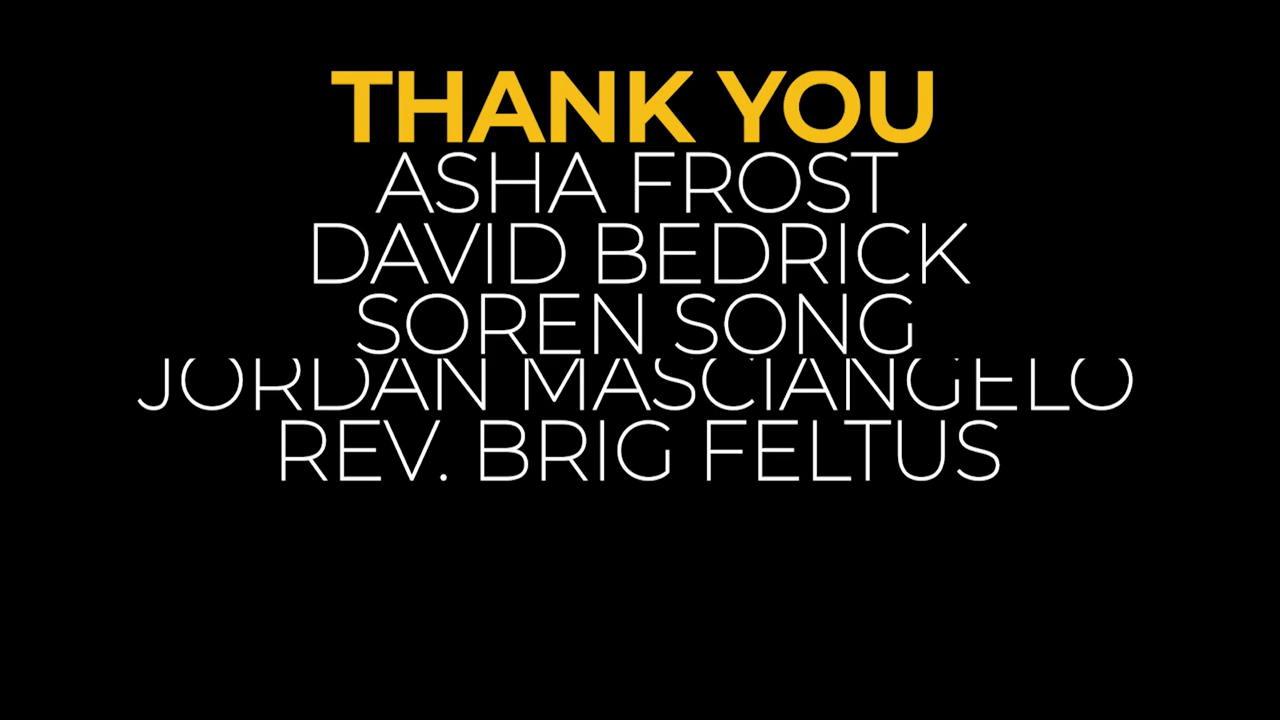 THANK YOU
ASHA FROST
DAVID BEDRICK
SOREN SONG
JORDAN MASCIANGELO
REV. BRIG FELTUS